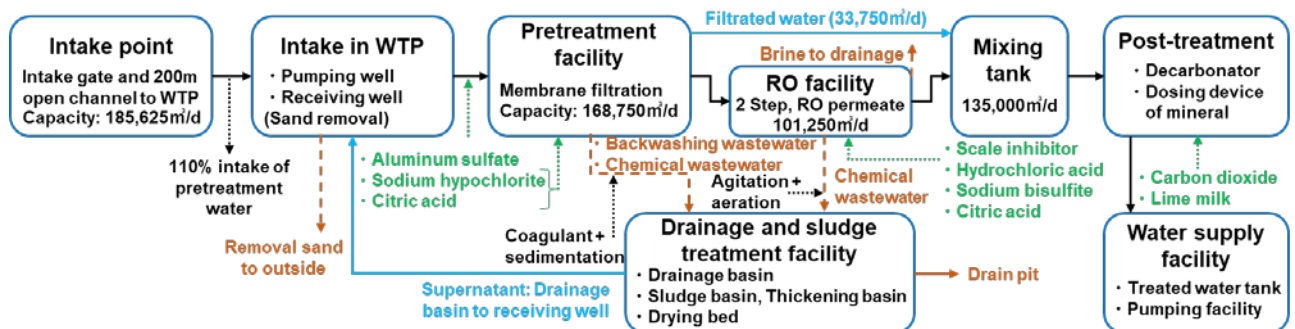 Intake point
Intake gate and 200m
open channel to WTP
Capacity: 185,625㎥/d
110% intake of
pretreatment
water
Intake in WTP
・Pumping well
・Receiving well
(Sand removal)
Removal sand
to outside
・Aluminum sulfate
・Sodium hypochlorite
・Citric acid
Pretreatment
facility
Membrane filtration
Capacity: 168,750㎥/d
・Backwashing wastewater
・Chemical wastewater
Coagulant+
sedimentation
Filtrated water (33,750㎥/d)
Brine to drainage
RO facility
2 Step, RO permeate
101,250㎥/d
Agitation+
aeration
Chemical
wastewater
Mixing
tank
135,000㎥/d
・Scale inhibitor
・Hydrochloric acid
・Sodium bisulfite
・Citric acid
Post-treatment
・Decarbonator
・Dosing device
of mineral
・Carbon dioxide
・Lime milk
Supernatant: Drainage
basin to receiving well
Drainage and sludge
treatment facility
・Drainage basin
・Sludge basin, Thickening basin
・Drying bed
Drain pit
Water supply
facility
・Treated water tank
・Pumping facility